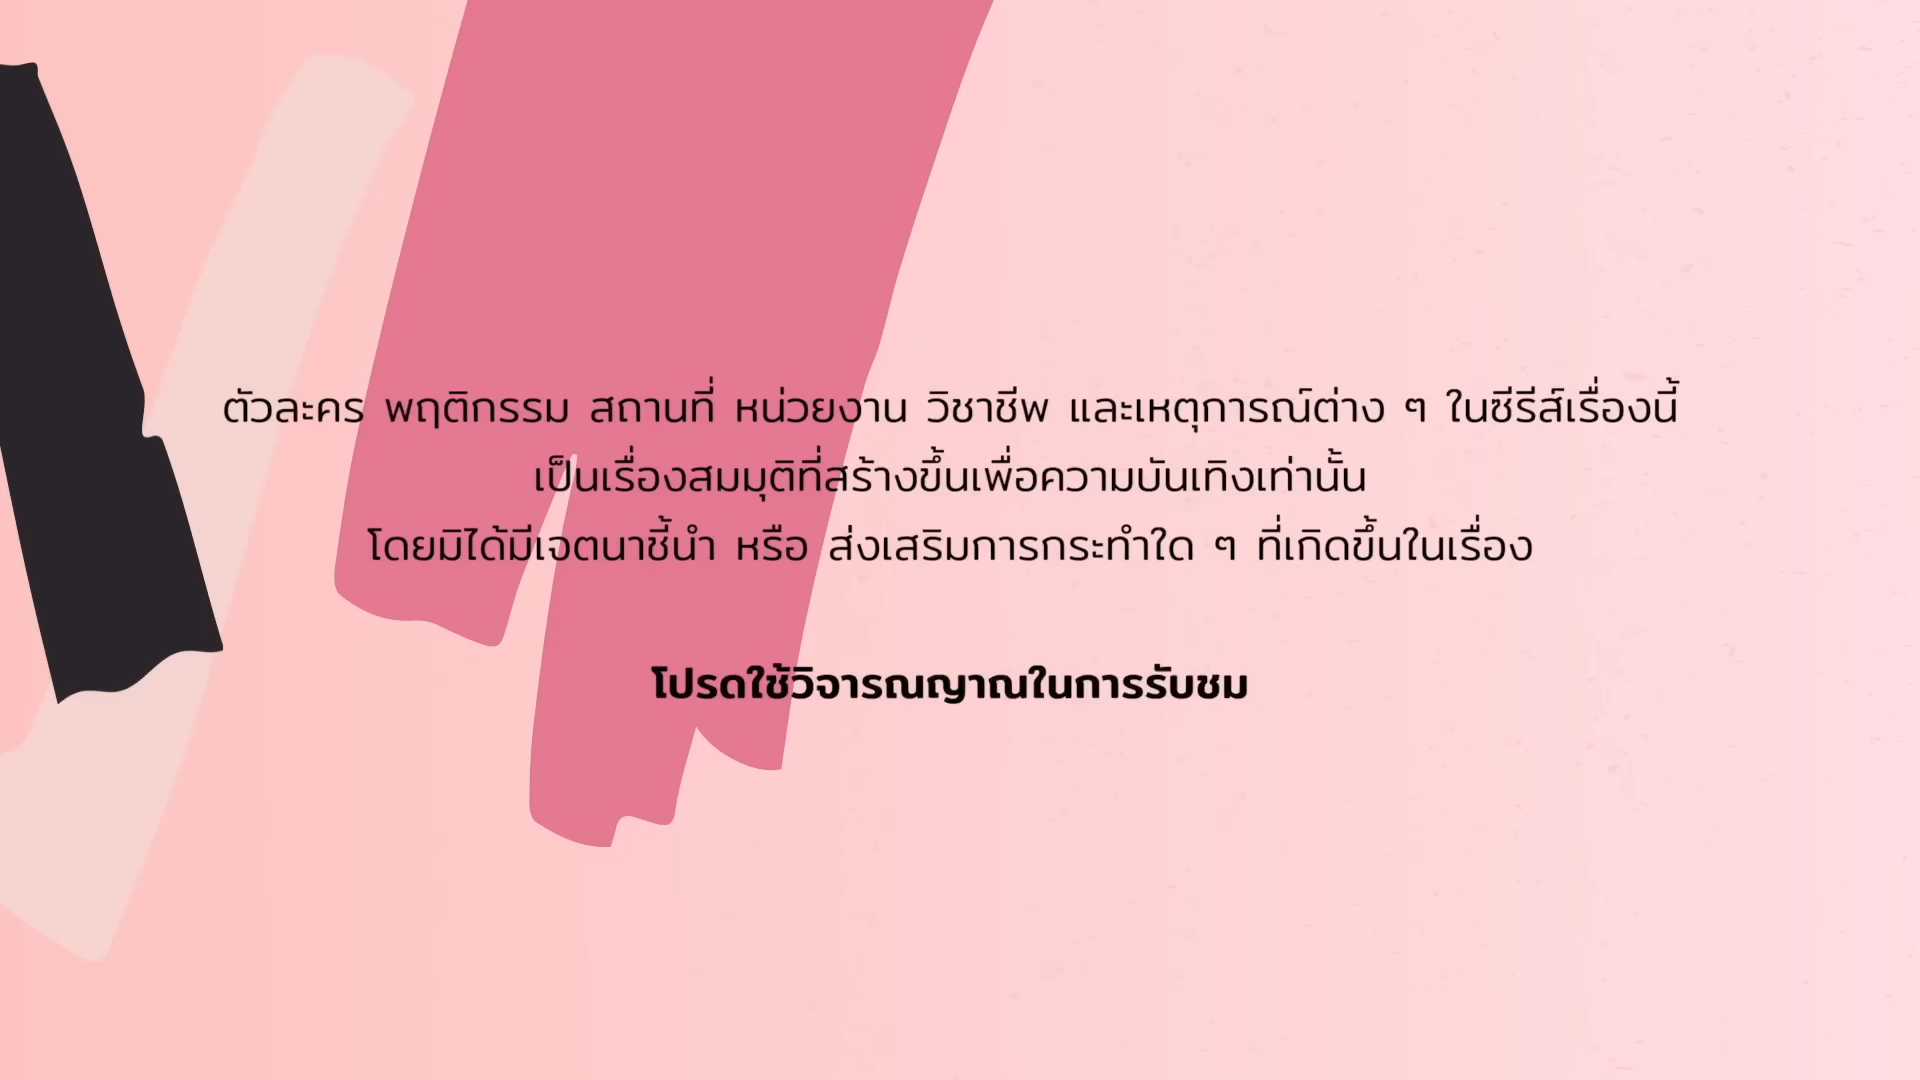 ตัวละคร พฤติกรรม สถานที่ หน่วยงาน วิชาชีพ และเหตุการณ์ต่าง ๆ ในซีรีส์เรื่องนี้
เป็นเรื่องสมมุติที่สร้างขึ้นเพื่อความบันเทิงเท่านั้น
โดยมิได้มีเจตนาชี้นำ หรือ ส่งเสริมการกระทำใด ๆ ที่เกิดขึ้นในเรื่อง
โปรดใช้วิจารณญาณในการรับชม